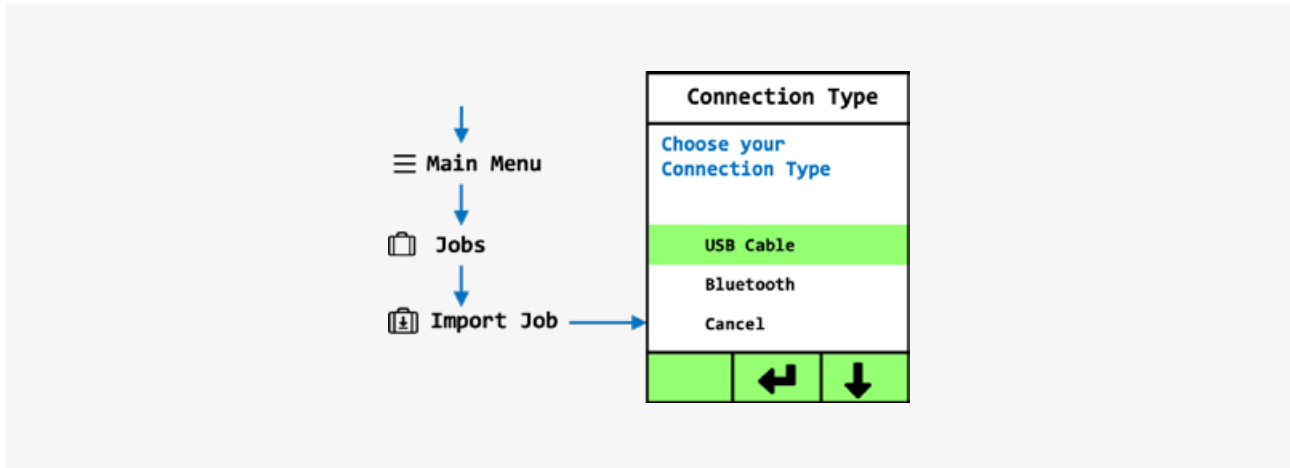 Main Menu
Jobs
Import Job
Connection Type
Choose your
Connection Type
USB Cable
Bluetooth
Cancel